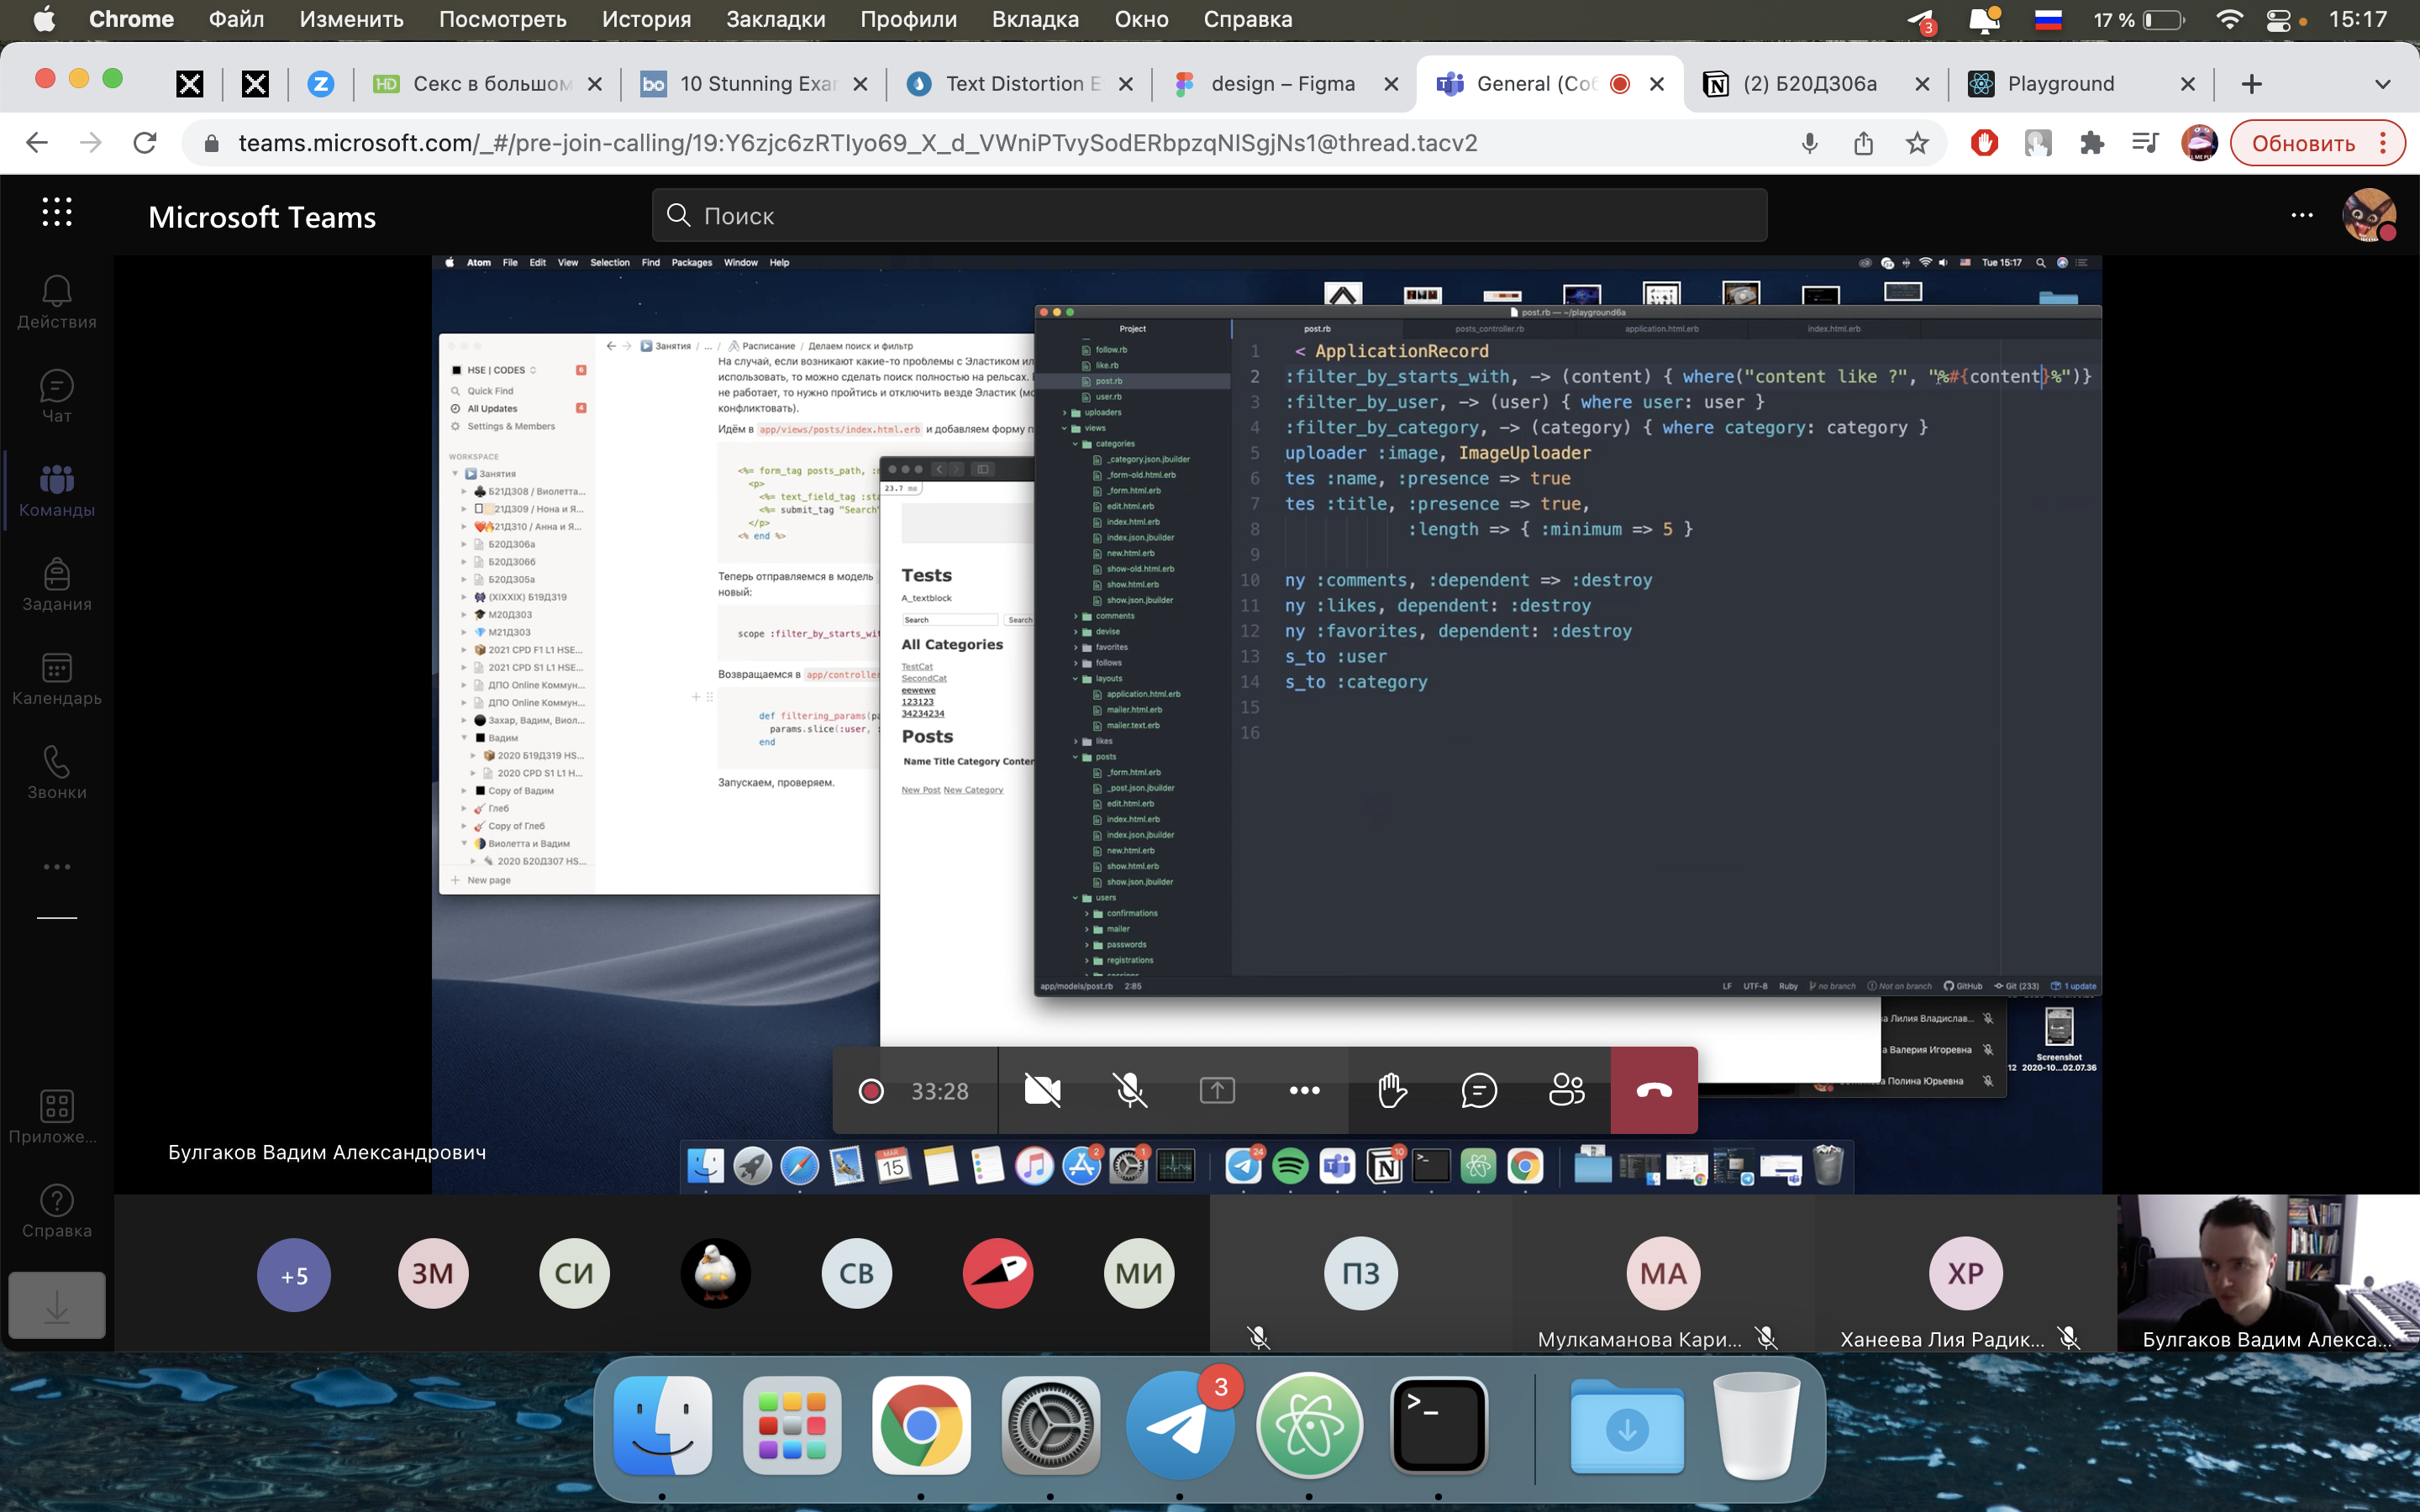 Chrome Файл Изменить Посмотреть История Закладки Профили Вкладка Окно Справка 3 17 % 15:17
HD Секс в большом bo 10 Stunning Exa Text Distortion E design – Figma General (Со (2) Б20Д306а Playground
teams.microsoft.com/_#/pre-join-calling/19:Y6zjc6zRTIyo69_X_d_VWniPTvySodERbpzqNISgjNs1@thread.tacv2 Обновить
Microsoft Teams Поиск
Действия
Чат
Команды
Задания
Календарь
Звонки
Приложе...
Справка
Atom File Edit View Selection Find Packages Window Help Tue 15:17
HSE | CODES 6
Quick Find
All Updates 4
Settings & Members
WORKSPACE
Занятия
Б21Д308 / Виолетта...
21Д309 / Нона и Я...
21Д310 / Анна и Я...
Б20Д306а
Б20Д306б
Б20Д305а
(XIXXIX) Б19Д319
М20Д303
М21Д303
2021 CPD F1 L1 HSE...
2021 CPD S1 L1 HSE...
ДПО Online Коммун...
ДПО Online Коммун...
Захар, Вадим, Виол...
Вадим
2020 Б19Д319 HS...
2020 CPD S1 L1 H...
Copy of Вадим
Глеб
Copy of Глеб
Виолетта и Вадим
2020 Б20Д307 HS...
New page
Занятия / ... / Расписание / Делаем поиск и фильтр
На случай, если возникают какие-то проблемы с Эластиком ил
использовать, то можно сделать поиск полностью на рельсах.
не работает, то нужно пройтись и отключить везде Эластик (мо
конфликтовать).
Идём в app/views/posts/index.html.erb и добавляем форму п
<%= form_tag posts_path, :
<p>
<%= text_field_tag :sta
<%= submit_tag "Search"
</p>
<% end %>
Теперь отправляемся в модель
новый:
scope :filter_by_starts_wit
Возвращаемся в app/controller
def filtering_params(pa
params.slice(:user, :
end
Запускаем, проверяем.
23.7 ms
Tests
A_textblock
Search Search
All Categories
TestCat
SecondCat
eewewe
123123
34234234
Posts
Name Title Category Conten
New Post New Category
post.rb — ~/playground6a
Project
follow.rb
like.rb
post.rb
user.rb
uploaders
views
categories
_category.json.jbuilder
_form-old.html.erb
_form.html.erb
edit.html.erb
index.html.erb
index.json.jbuilder
new.html.erb
show-old.html.erb
show.html.erb
show.json.jbuilder
comments
devise
favorites
follows
layouts
application.html.erb
mailer.html.erb
mailer.text.erb
likes
posts
_form.html.erb
_post.json.jbuilder
edit.html.erb
index.html.erb
index.json.jbuilder
new.html.erb
show.html.erb
show.json.jbuilder
users
confirmations
mailer
passwords
registrations
post.rb posts_controller.rb application.html.erb index.html.erb
1 < ApplicationRecord
2 :filter_by_starts_with, -> (content) { where("content like ?", "%#{content}%")}
3 :filter_by_user, -> (user) { where user: user }
4 :filter_by_category, -> (category) { where category: category }
5 uploader :image, ImageUploader
6 tes :name, :presence => true
7 tes :title, :presence => true,
8 :length => { :minimum => 5 }
9
10 ny :comments, :dependent => :destroy
11 ny :likes, dependent: :destroy
12 ny :favorites, dependent: :destroy
13 s_to :user
14 s_to :category
15
16
app/models/post.rb 2:85 LF UTF-8 Ruby no branch Not on branch GitHub Git (233) 1 update
а Лилия Владислав...
а Валерия Игоревна
Полина Юрьевна
Screenshot
2020-10...02.07.36
33:28
Булгаков Вадим Александрович
MAR 15 2 1 24 10
+5 ЗМ СИ СВ МИ ПЗ МА ХР
Мулкаманова Кари... Ханеева Лия Радик... Булгаков Вадим Алекса...
3